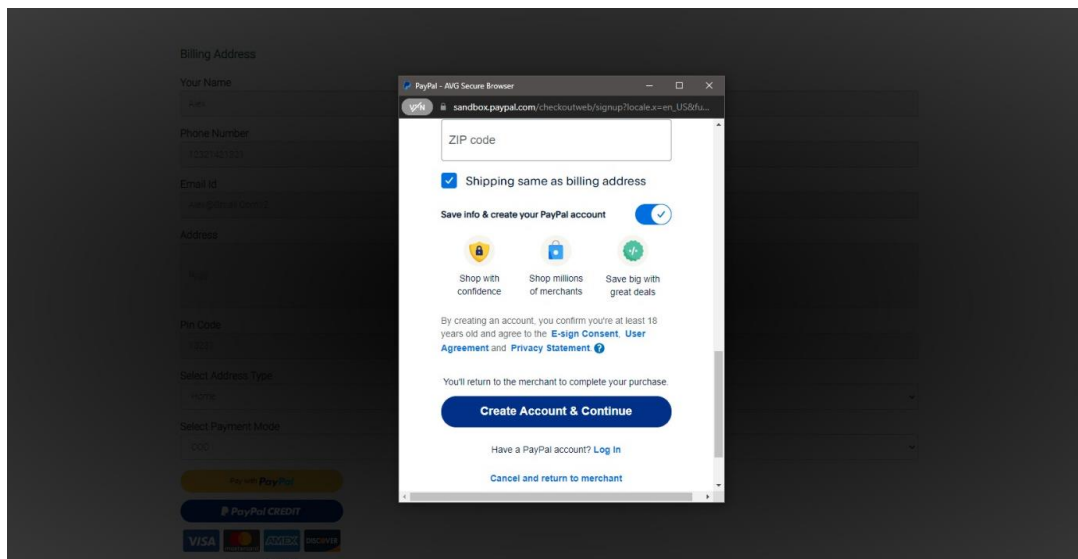 Billing Address
Your Name
Phone Number
Email Id
Address
Pin Code
Select Address Type
Home
Select Payment Mode
Pay with PayPal
PayPal CREDIT
VISA AMEX DISCOVER
PayPal - AVG Secure Browser
VPN sandbox.paypal.com/checkoutweb/signup?locale.x=en_US&fu...
ZIP code
Shipping same as billing address
Save info & create your PayPal account
Shop with confidence
Shop millions of merchants
Save big with great deals
By creating an account, you confirm you're at least 18
years old and agree to the E-sign Consent, User
Agreement and Privacy Statement. ?
You'll return to the merchant to complete your purchase.
Create Account & Continue
Have a PayPal account? Log In
Cancel and return to merchant